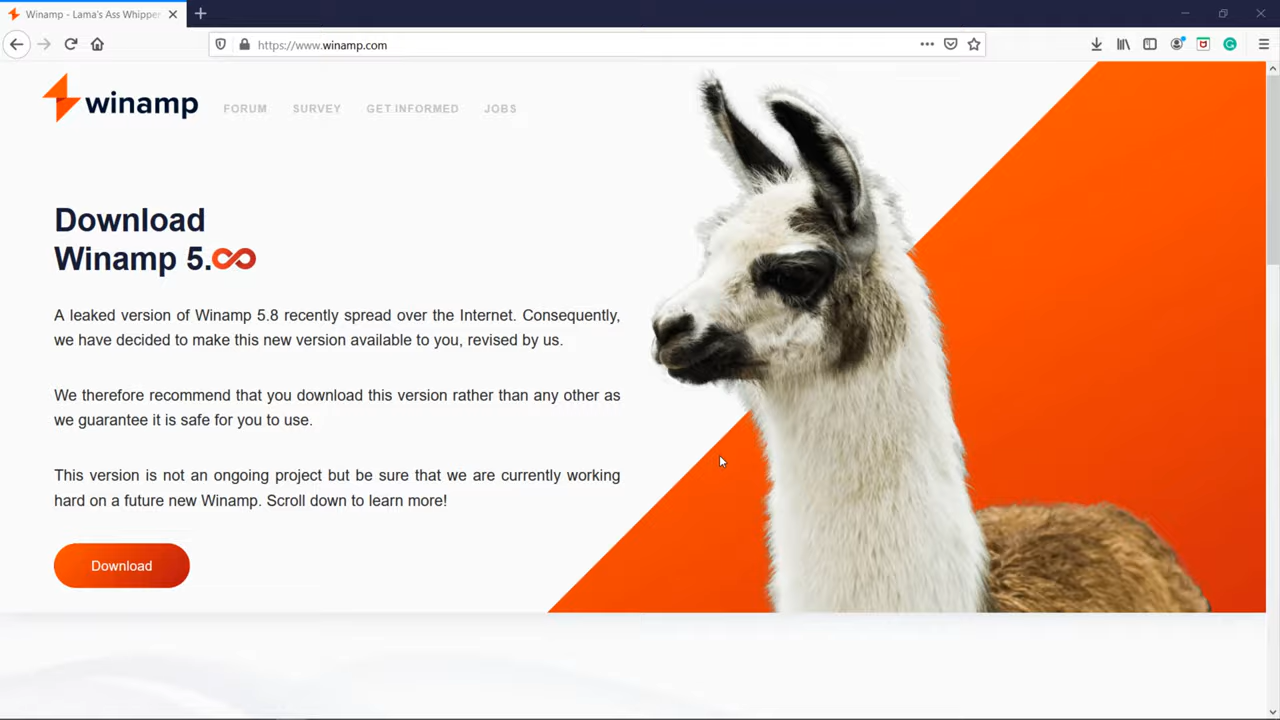 Winamp - Lama's Ass Whipper
https://www.winamp.com
winamp
FORUM SURVEY GET INFORMED JOBS
Download
Winamp 5.∞
A leaked version of Winamp 5.8 recently spread over the Internet. Consequently,
we have decided to make this new version available to you, revised by us.
We therefore recommend that you download this version rather than any other as
we guarantee it is safe for you to use.
This version is not an ongoing project but be sure that we are currently working
hard on a future new Winamp. Scroll down to learn more!
Download